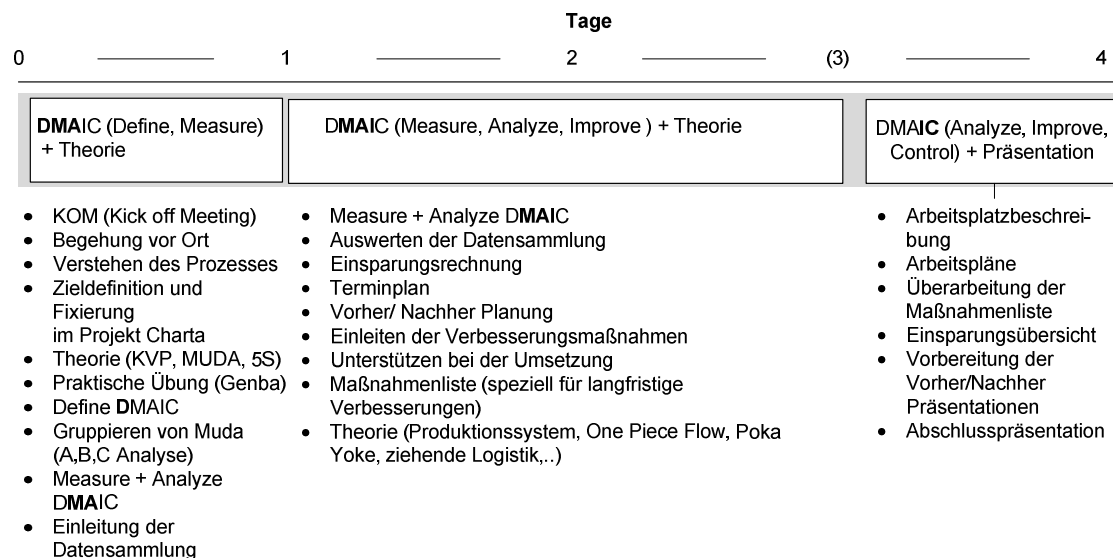 Tage
0 1 2 (3) 4
DMAIC (Define, Measure)
+ Theorie
DMAIC (Measure, Analyze, Improve ) + Theorie
DMAIC (Analyze, Improve,
Control) + Präsentation
• KOM (Kick off Meeting)
• Begehung vor Ort
• Verstehen des Prozesses
• Zieldefinition und
Fixierung
im Projekt Charta
• Theorie (KVP, MUDA, 5S)
• Praktische Übung (Genba)
• Define DMAIC
• Gruppieren von Muda
(A,B,C Analyse)
• Measure + Analyze
DMAIC
• Einleitung der
Datensammlung
• Measure + Analyze DMAIC
• Auswerten der Datensammlung
• Einsparungsrechnung
• Terminplan
• Vorher/ Nachher Planung
• Einleiten der Verbesserungsmaßnahmen
• Unterstützen bei der Umsetzung
• Maßnahmenliste (speziell für langfristige
Verbesserungen)
• Theorie (Produktionssystem, One Piece Flow, Poka
Yoke, ziehende Logistik,..)
• Arbeitsplatzbeschrei-
bung
• Arbeitspläne
• Überarbeitung der
Maßnahmenliste
• Einsparungsübersicht
• Vorbereitung der
Vorher/Nachher
Präsentationen
• Abschlusspräsentation